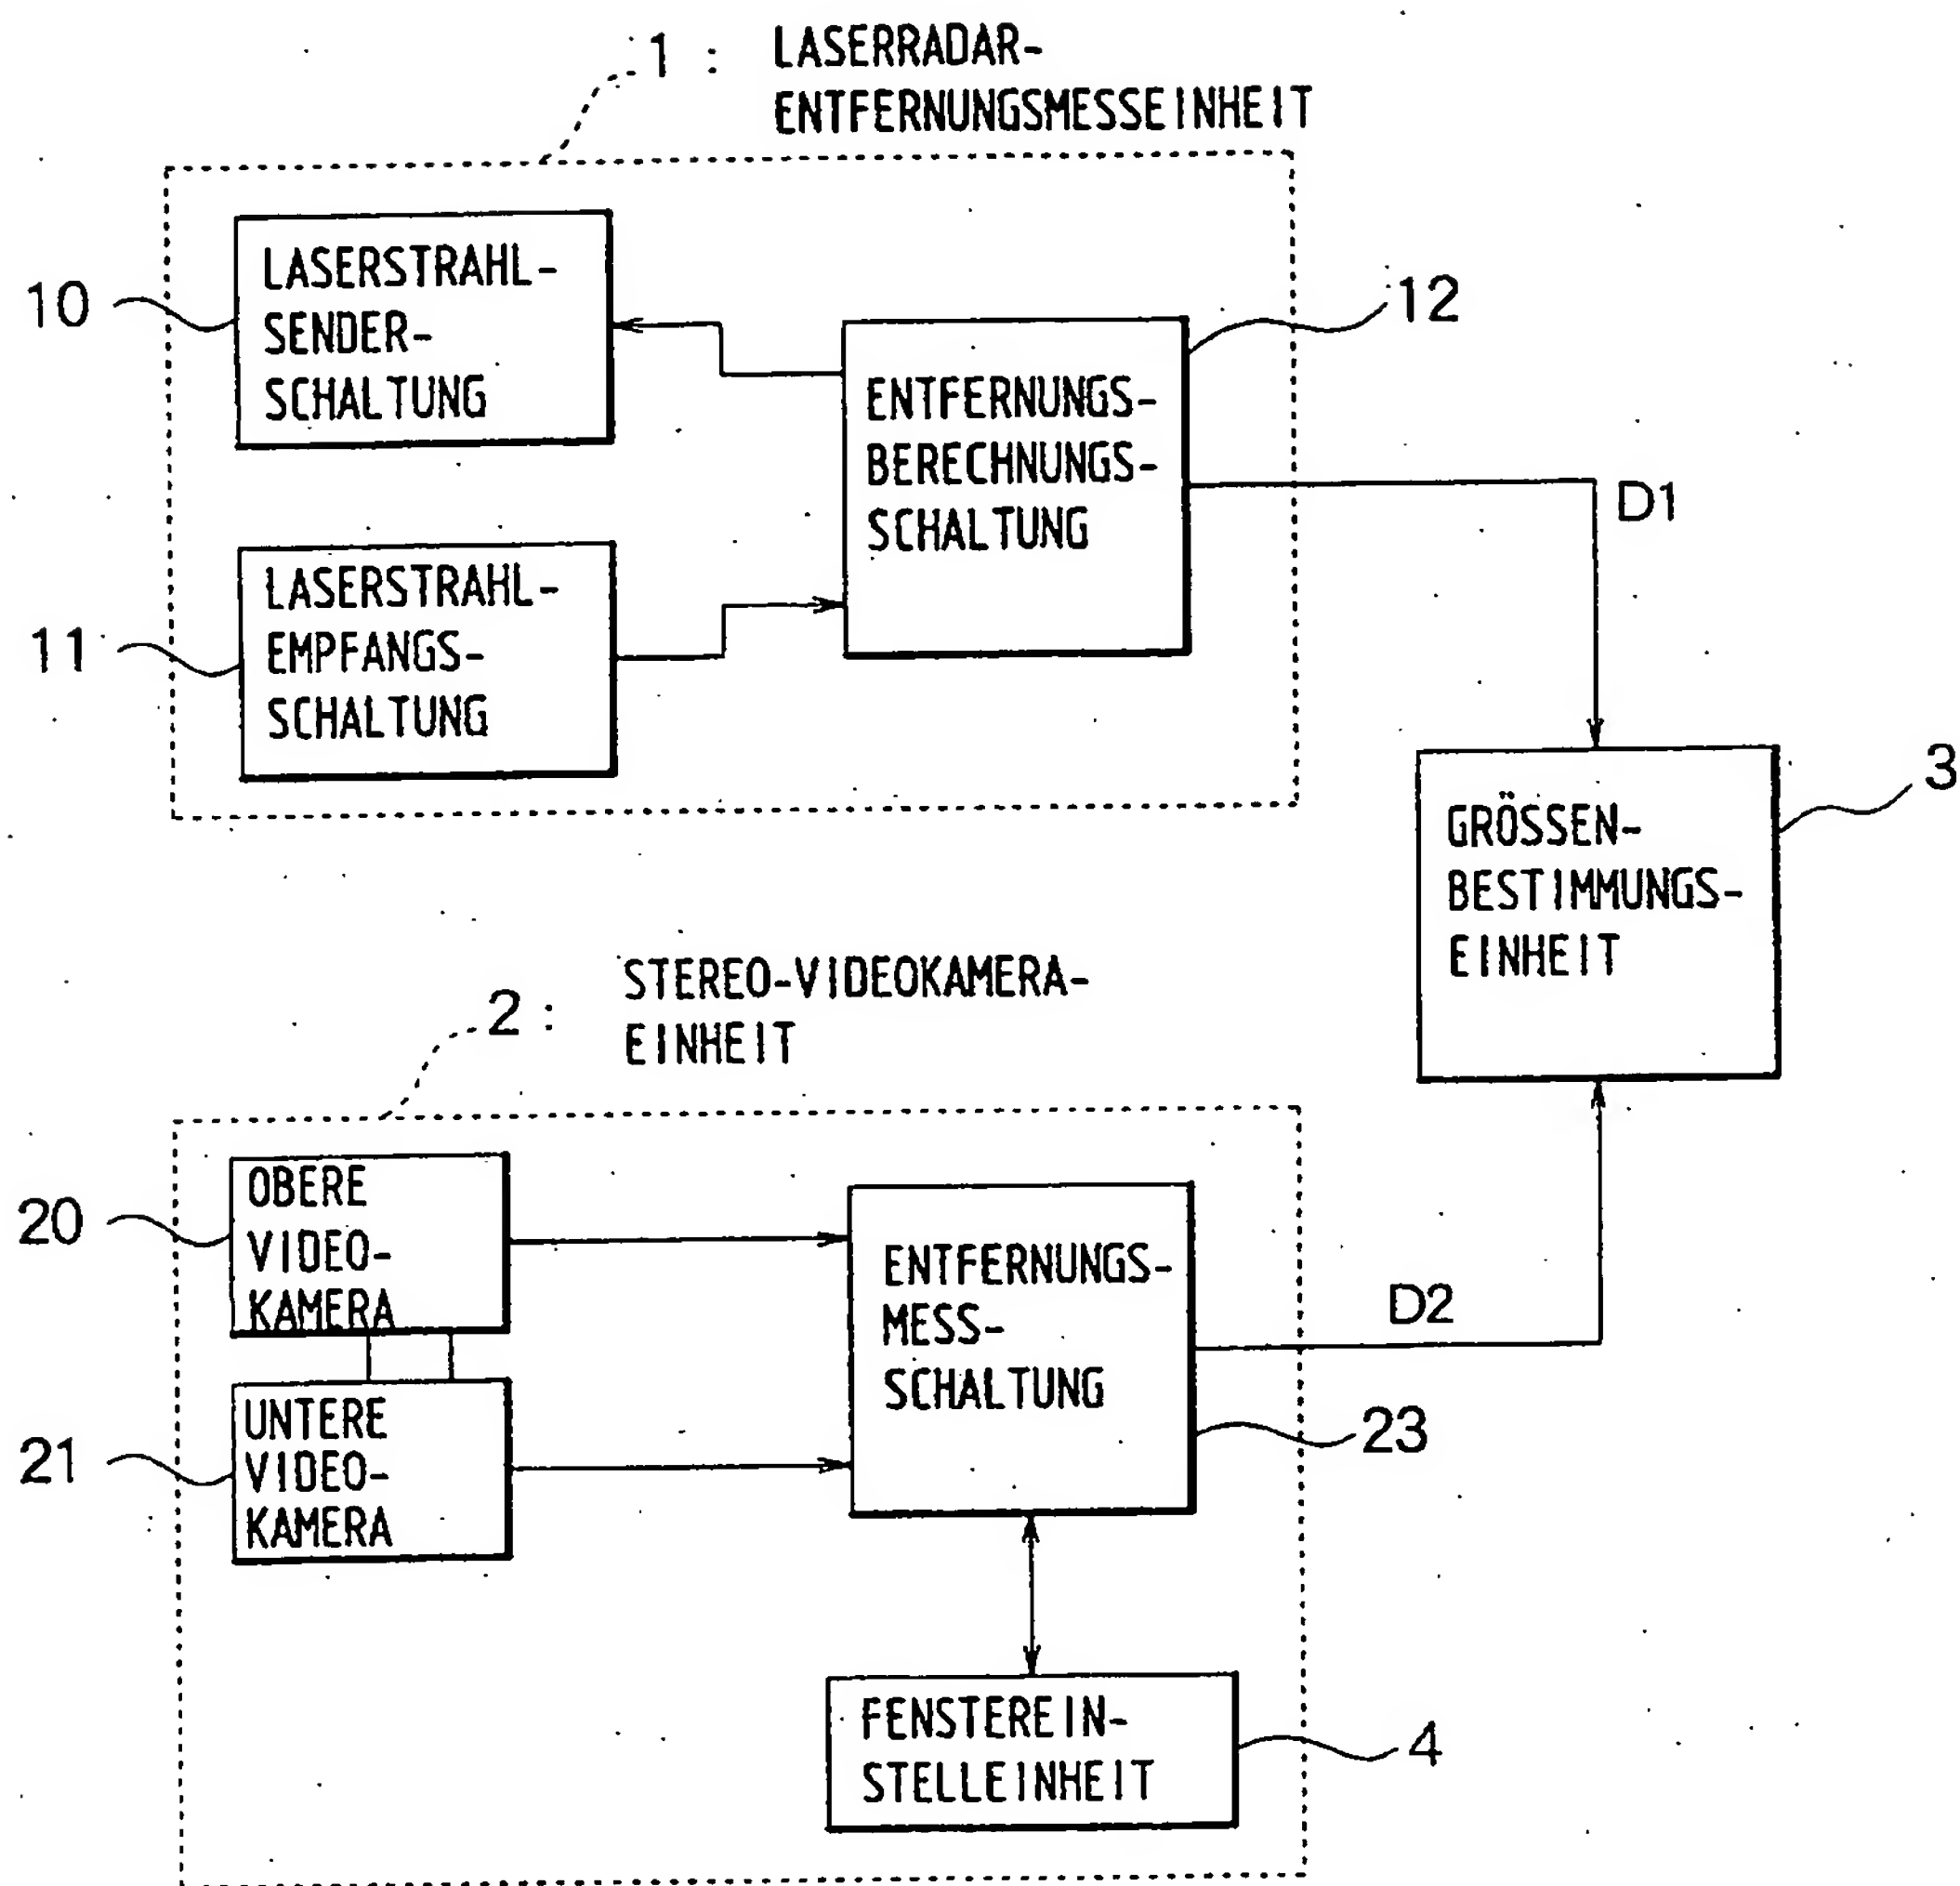 1 : LASERRADAR-
ENTFERNUNGSMESSEINHEIT
10
LASERSTRAHL-
SENDER-
SCHALTUNG
12
ENTFERNUNGS-
BERECHNUNGS-
SCHALTUNG
D1
11
LASERSTRAHL-
EMPFANGS-
SCHALTUNG
3
GRÖSSEN-
BESTIMMUNGS-
EINHEIT
2 : STEREO-VIDEOKAMERA-
EINHEIT
20
OBERE
VIDEO-
KAMERA
ENTFERNUNGS-
MESS-
SCHALTUNG
D2
23
21
UNTERE
VIDEO-
KAMERA
FENSTEREIN-
STELLEINHEIT
4